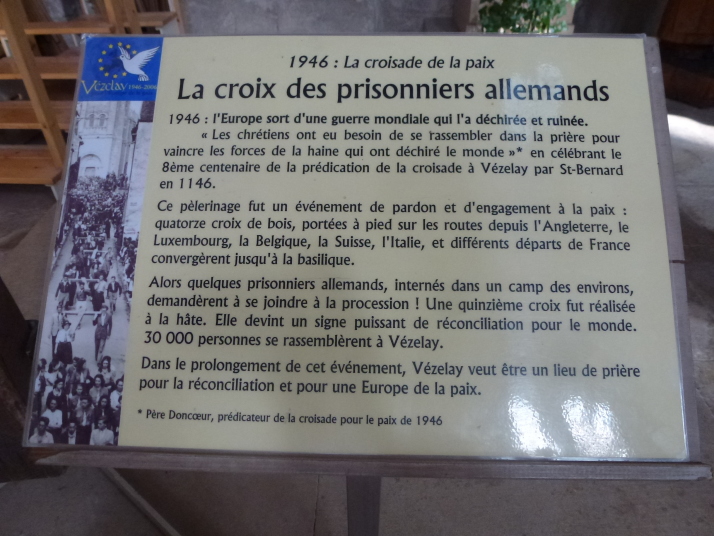 Vézelay 1946-2006
1946 : La croisade de la paix
La croix des prisonniers allemands
1946 : l'Europe sort d'une guerre mondiale qui l'a déchirée et ruinée.
« Les chrétiens ont eu besoin de se rassembler dans la prière pour
vaincre les forces de la haine qui ont déchiré le monde »* en célébrant le
8ème centenaire de la prédication de la croisade à Vézelay par St-Bernard
en 1146.
Ce pèlerinage fut un événement de pardon et d'engagement à la paix :
quatorze croix de bois, portées à pied sur les routes depuis l'Angleterre, le
Luxembourg, la Belgique, la Suisse, l'Italie, et différents départs de France
convergèrent jusqu'à la basilique.
Alors quelques prisonniers allemands, internés dans un camp des environs,
demandèrent à se joindre à la procession ! Une quinzième croix fut réalisée
à la hâte. Elle devint un signe puissant de réconciliation pour le monde.
30 000 personnes se rassemblèrent à Vézelay.
Dans le prolongement de cet événement, Vézelay veut être un lieu de prière
pour la réconciliation et pour une Europe de la paix.
* Père Doncœur, prédicateur de la croisade pour le paix de 1946